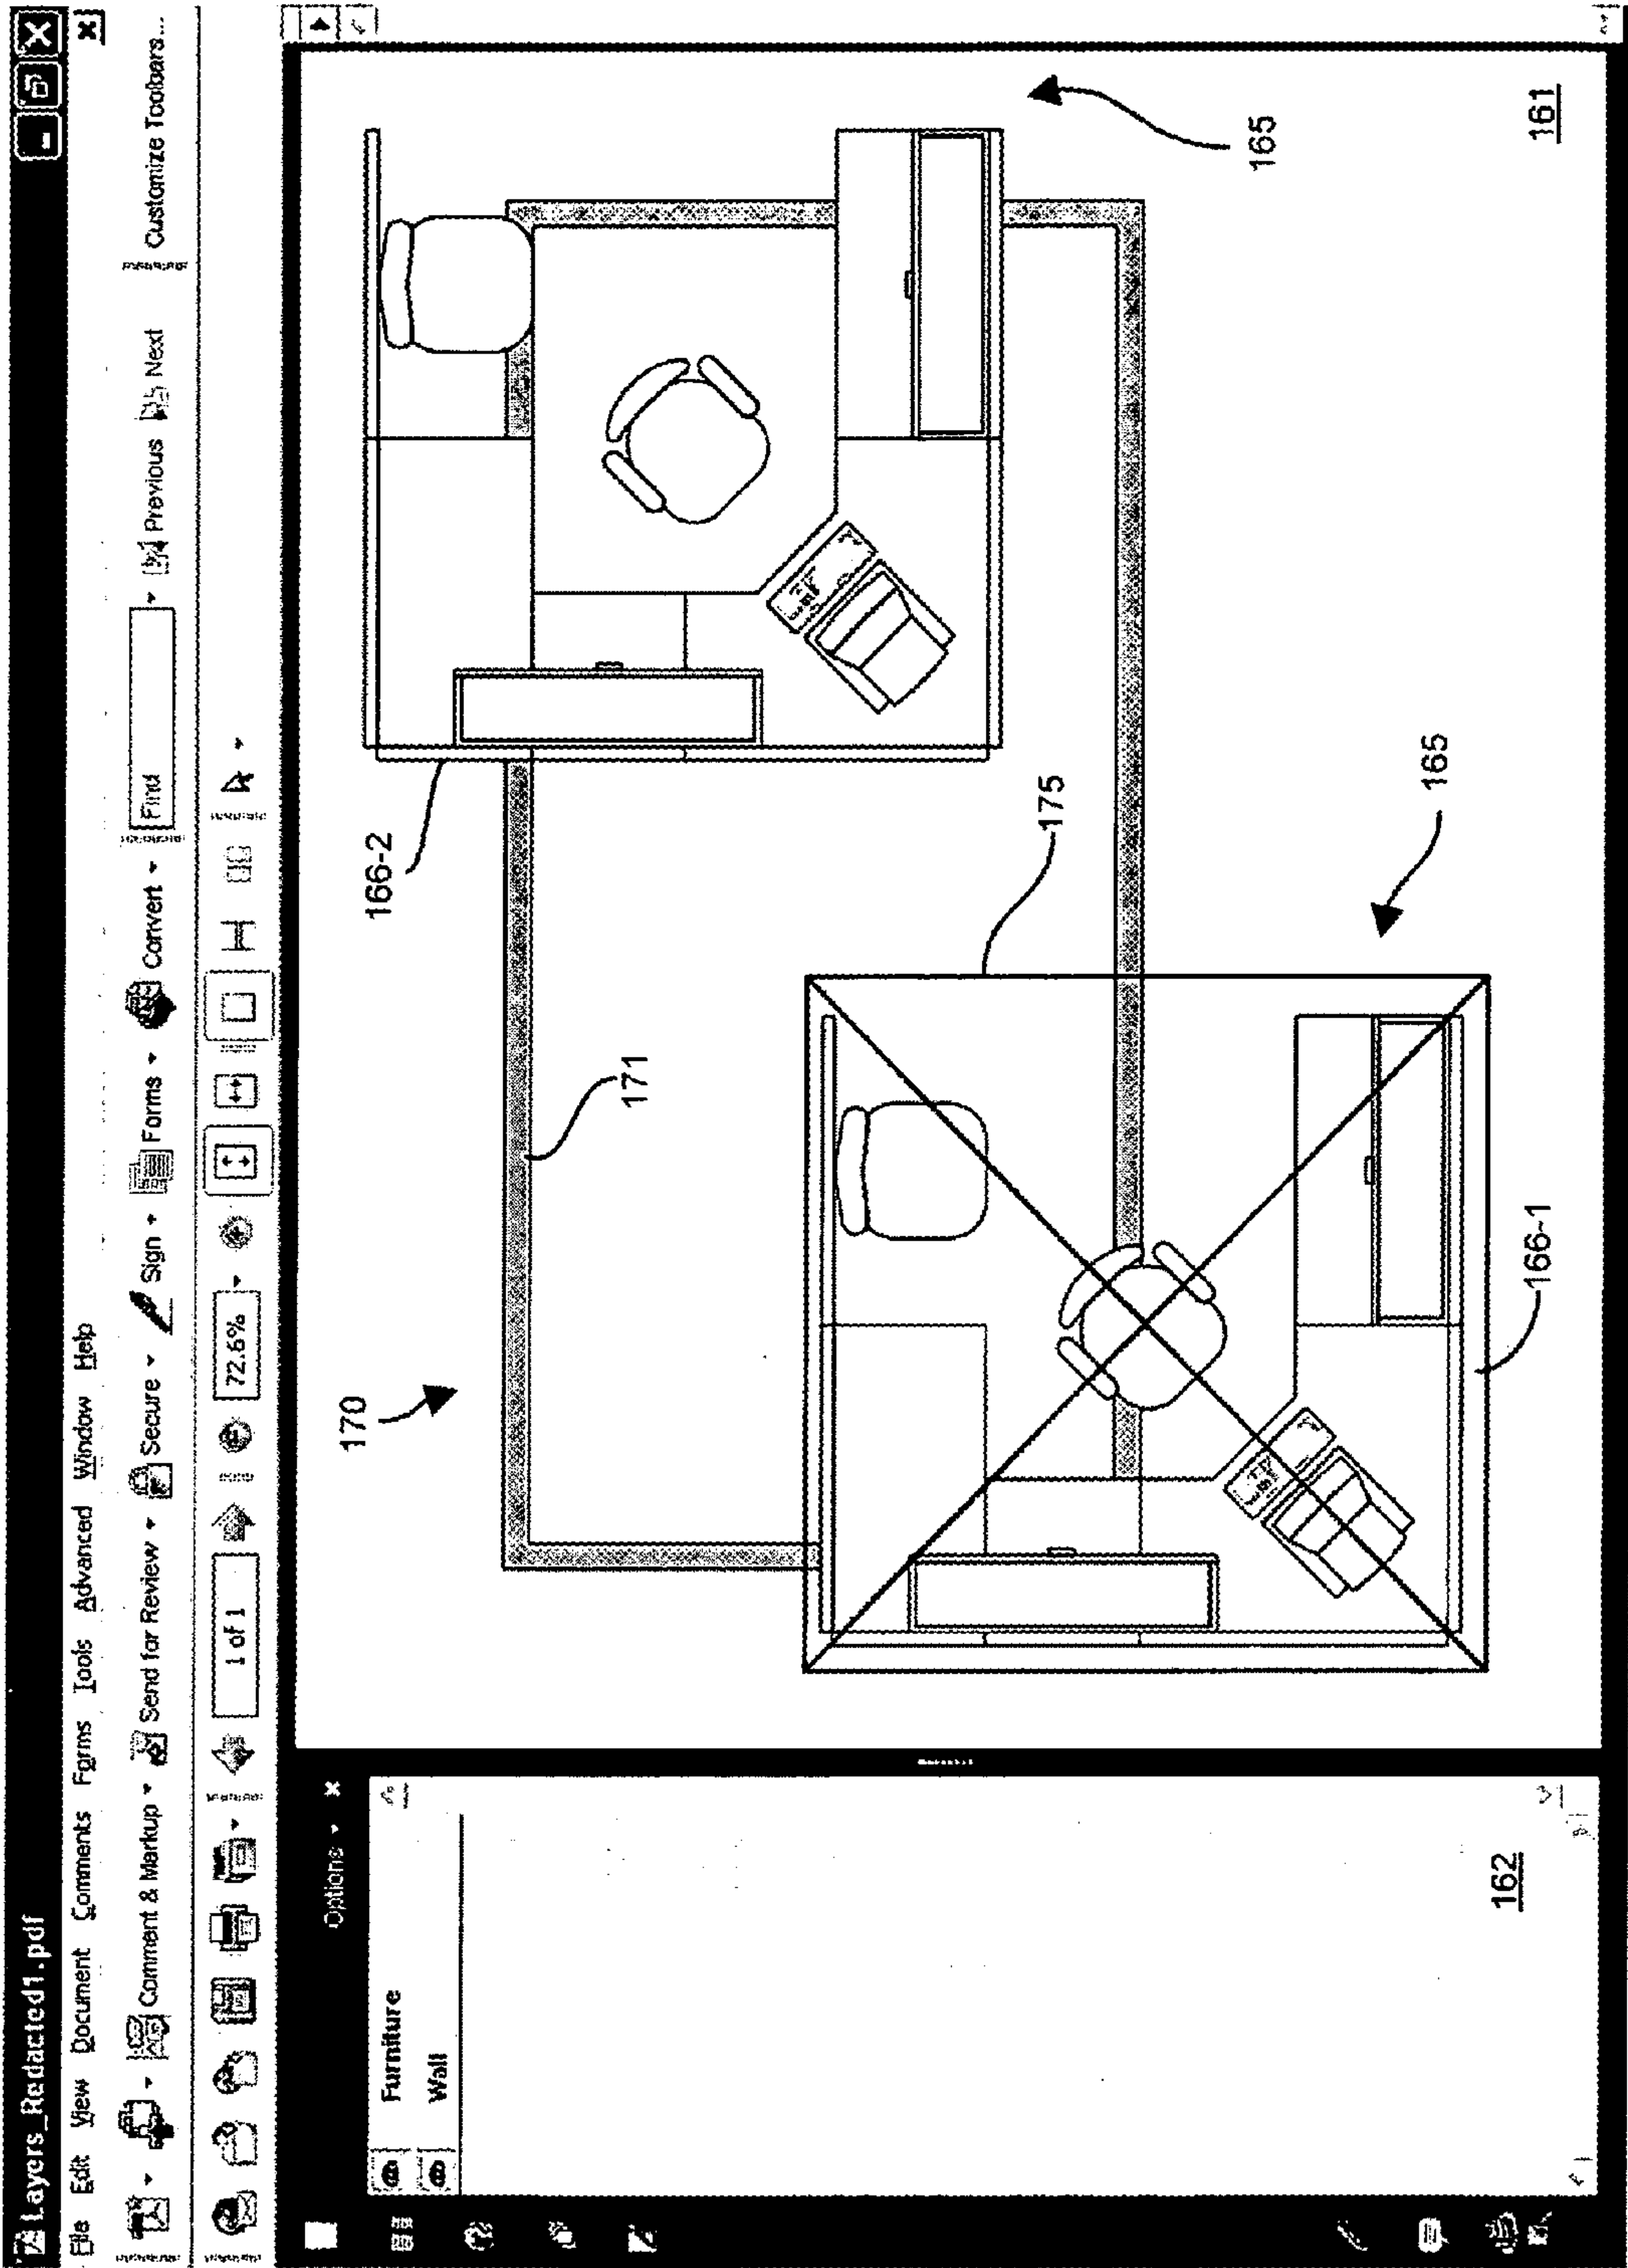 Layers_Redacted1.pdf
File Edit View Document Comments Forms Tools Advanced Window Help
Comment & Markup Send for Review Secure Sign Forms Convert Find Previous Next Customize Toolbars...
1 of 1 72.6%
Options
Furniture
Wall
162
170
171
166-2
175
165
165
166-1
161